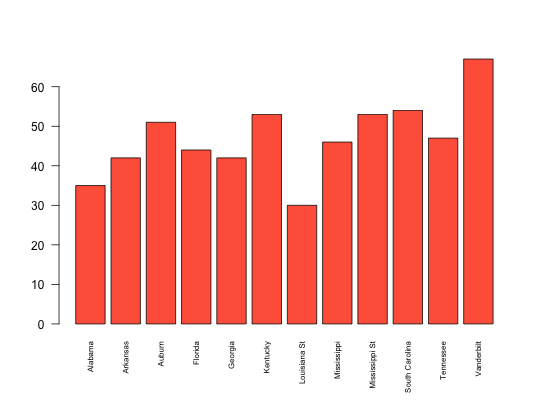 60
50
40
30
20
10
0
Alabama
Arkansas
Auburn
Florida
Georgia
Kentucky
Louisiana St
Mississippi
Mississippi St
South Carolina
Tennessee
Vanderbilt